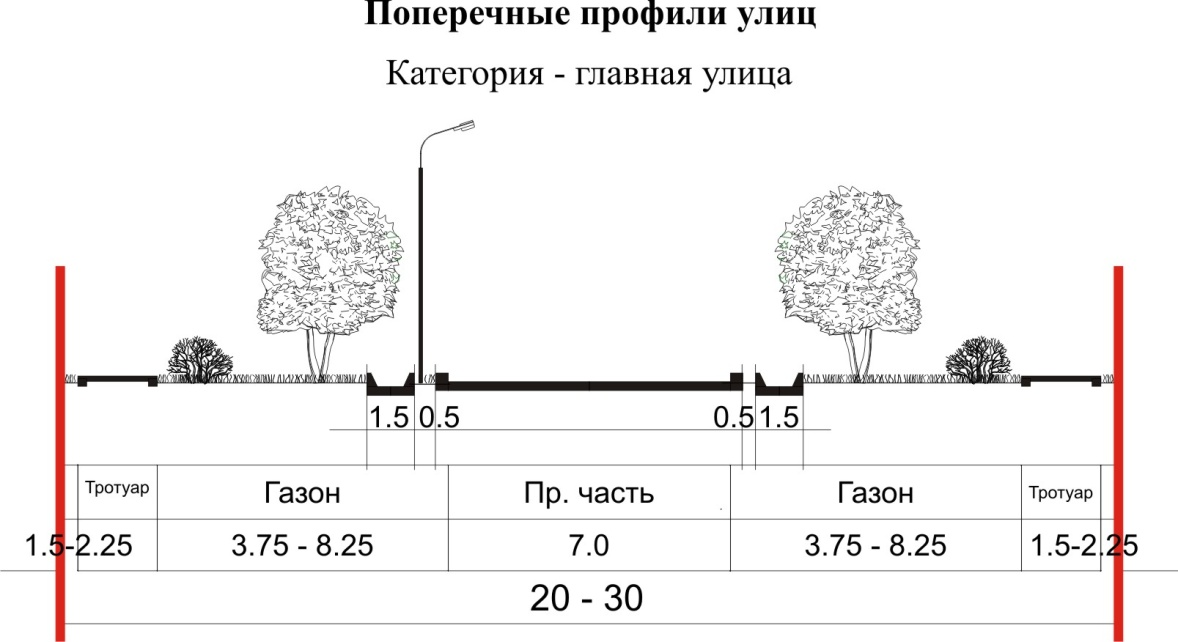 Поперечные профили улиц
Категория - главная улица
1.5 0.5 0.5 1.5
Тротуар Газон Пр. часть Газон Тротуар
1.5-2.25 3.75 - 8.25 7.0 3.75 - 8.25 1.5-2.25
20 - 30